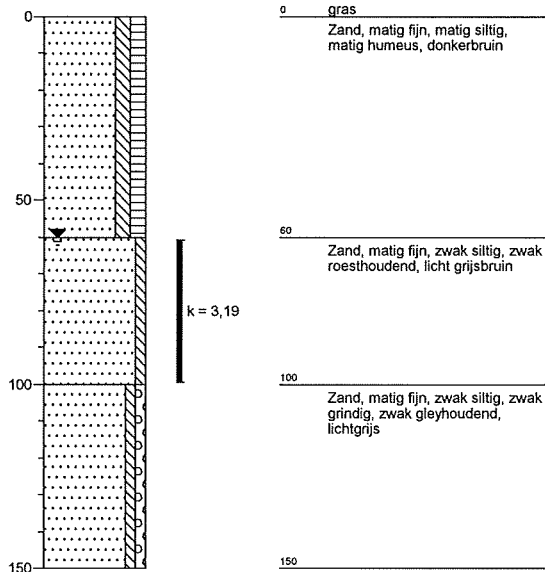 0
0 gras
Zand, matig fijn, matig siltig,
matig humeus, donkerbruin
50
60
Zand, matig fijn, zwak siltig, zwak
roesthoudend, licht grijsbruin
k = 3,19
100
100
Zand, matig fijn, zwak siltig, zwak
grindig, zwak gleyhoudend,
lichtgrijs
150
150